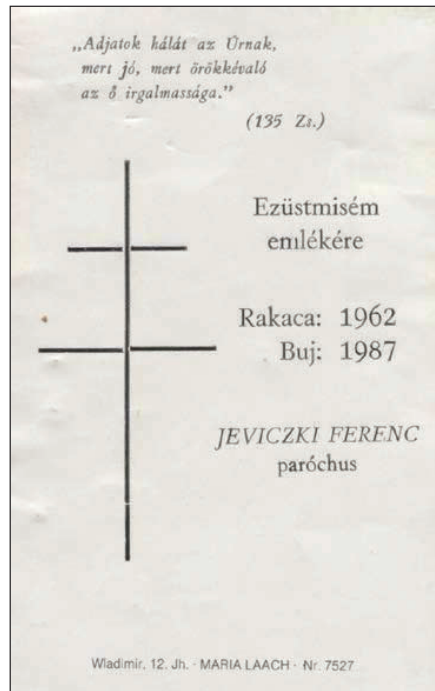 „Adjatok hálát az Úrnak,
mert jó, mert örökkévaló
az ő irgalmassága.”
(135 Zs.)
Ezüstmisém
emlékére
Rakaca: 1962
Buj: 1987
JEVICZKI FERENC
paróchus
Wladimir, 12. Jh. · MARIA LAACH · Nr. 7527